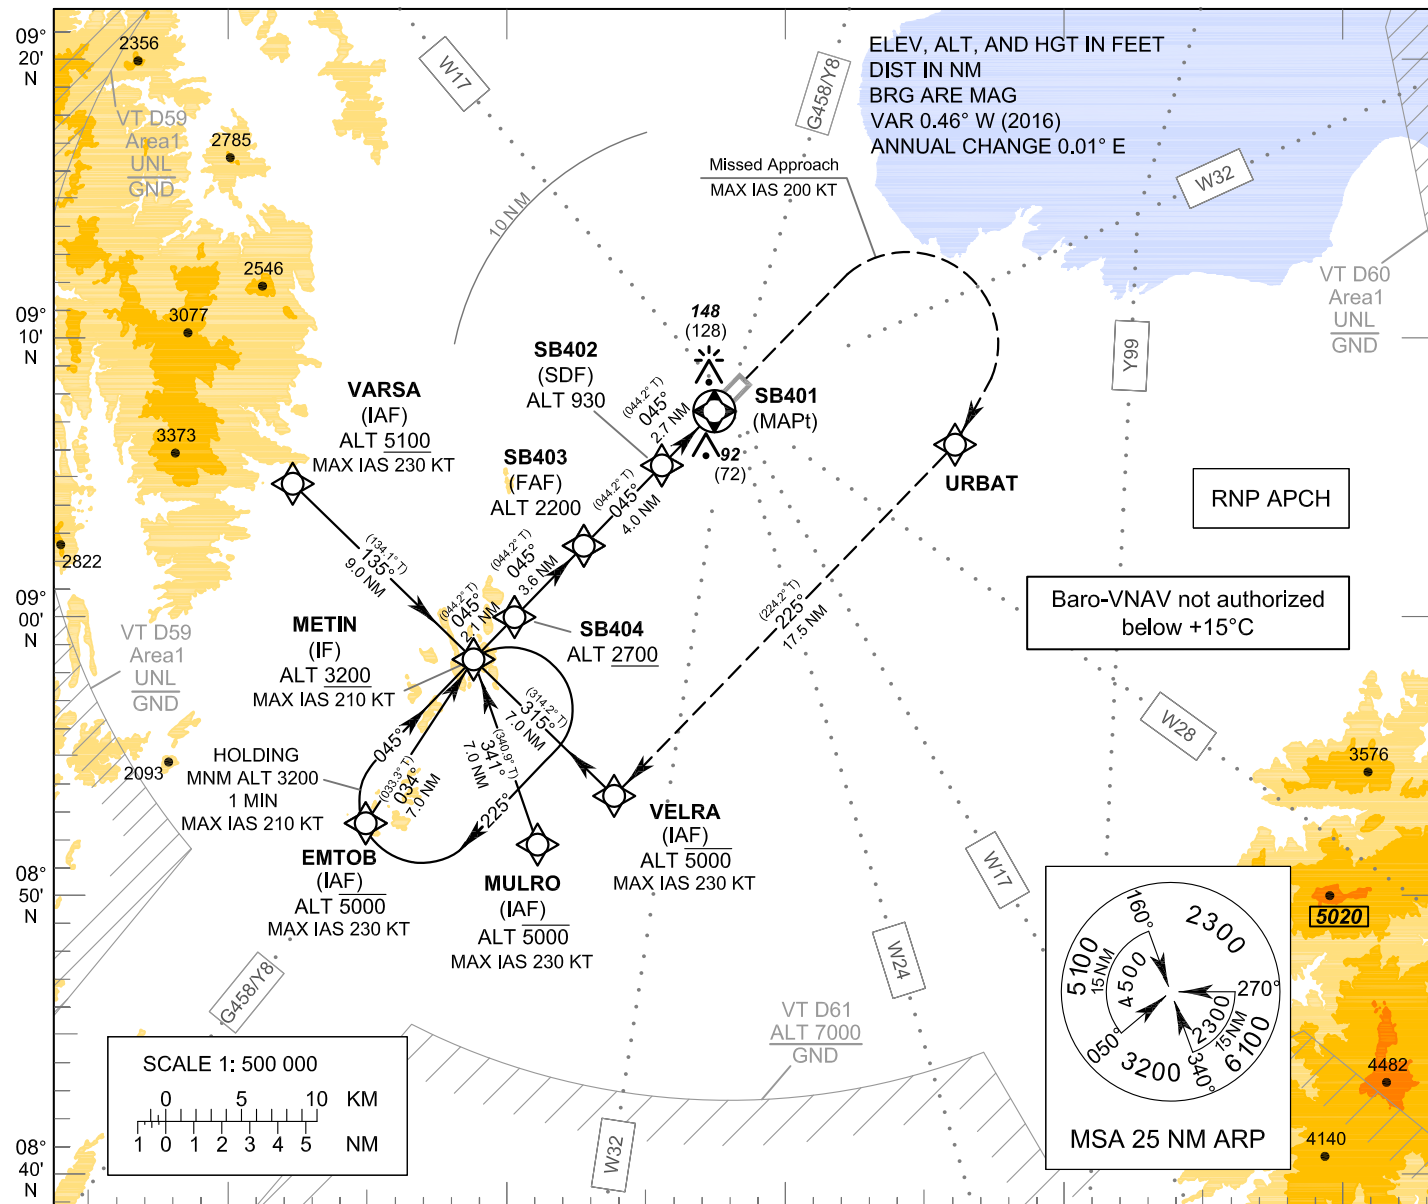 09°
20'
N
09°
10'
N
09°
00'
N
08°
50'
N
08°
40'
N
ELEV, ALT, AND HGT IN FEET
DIST IN NM
BRG ARE MAG
VAR 0.46° W (2016)
ANNUAL CHANGE 0.01° E
2356
VT D59
Area1
UNL
GND
2785
2546
3077
3373
2822
2093
W17
G458/Y8
W32
Y99
10 NM
Missed Approach
MAX IAS 200 KT
VT D60
Area1
UNL
GND
148
(128)
SB401
(MAPt)
92
(72)
SB402
(SDF)
ALT 930
(044.2° T)
045°
2.7 NM
SB403
(FAF)
ALT 2200
(044.2° T)
045°
4.0 NM
VARSA
(IAF)
ALT 5100
MAX IAS 230 KT
(134.1° T)
135°
9.0 NM
(044.2° T)
045°
3.6 NM
(044.2° T)
045°
2.1 NM
SB404
ALT 2700
METIN
(IF)
ALT 3200
MAX IAS 210 KT
URBAT
(224.2° T)
225°
17.5 NM
RNP APCH
Baro-VNAV not authorized
below +15°C
VT D59
Area1
UNL
GND
HOLDING
MNM ALT 3200
1 MIN
MAX IAS 210 KT
045°
(033.3° T)
034°
7.0 NM
225°
(340.9° T)
341°
7.0 NM
(314.2° T)
315°
7.0 NM
EMTOB
(IAF)
ALT 5000
MAX IAS 230 KT
MULRO
(IAF)
ALT 5000
MAX IAS 230 KT
VELRA
(IAF)
ALT 5000
MAX IAS 230 KT
W28
W17
W24
W32
G458/Y8
VT D61
ALT 7000
GND
3576
5020
4482
4140
SCALE 1: 500 000
0 5 10 KM
1 0 1 2 3 4 5 NM
160°
2300
5100
15 NM
4500
270°
2300
15NM
6100
050°
3200
340°
MSA 25 NM ARP